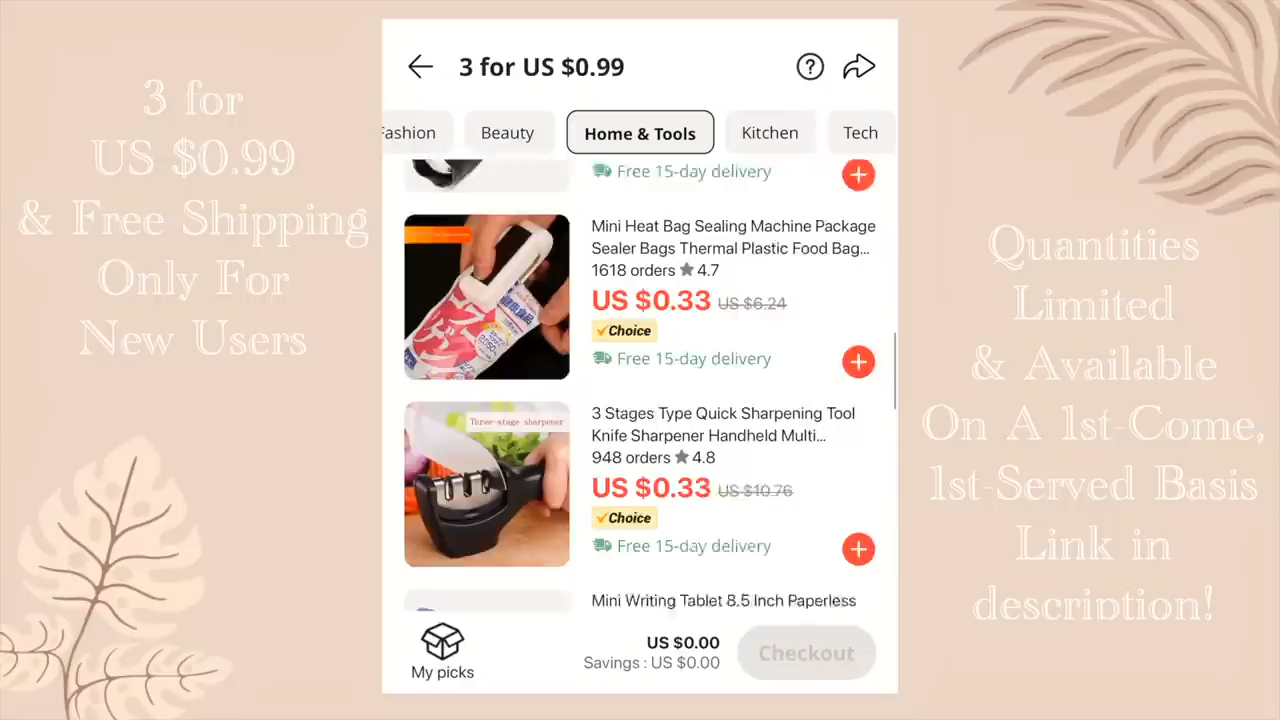 3 for
US $0.99
& Free Shipping
Only For
New Users
3 for US $0.99
Fashion
Beauty
Home & Tools
Kitchen
Tech
Free 15-day delivery
Mini Heat Bag Sealing Machine Package
Sealer Bags Thermal Plastic Food Bag...
1618 orders ★ 4.7
US $0.33 US $6.24
✓Choice
Free 15-day delivery
Three-stage sharpener
3 Stages Type Quick Sharpening Tool
Knife Sharpener Handheld Multi...
948 orders ★ 4.8
US $0.33 US $10.76
✓Choice
Free 15-day delivery
Mini Writing Tablet 8.5 Inch Paperless
My picks
US $0.00
Savings : US $0.00
Checkout
Quantities
Limited
& Available
On A 1st-Come,
1st-Served Basis
Link in
description!